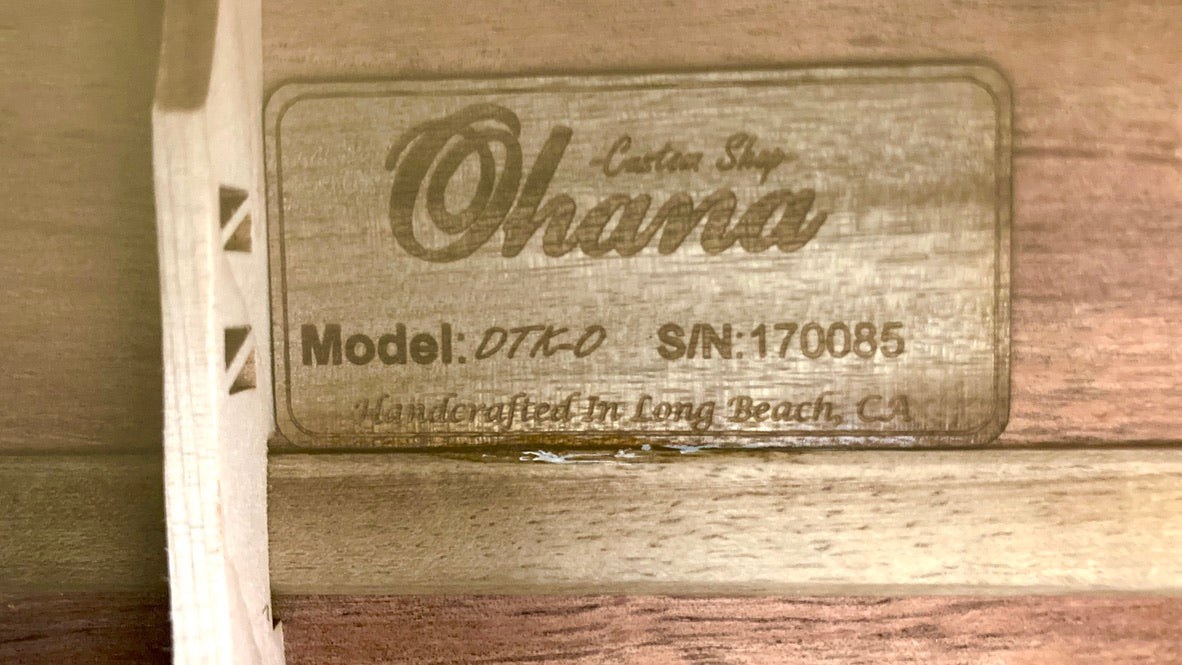 Custom Shop
Ohana
Model: OTK-O S/N:170085
Handcrafted In Long Beach, CA